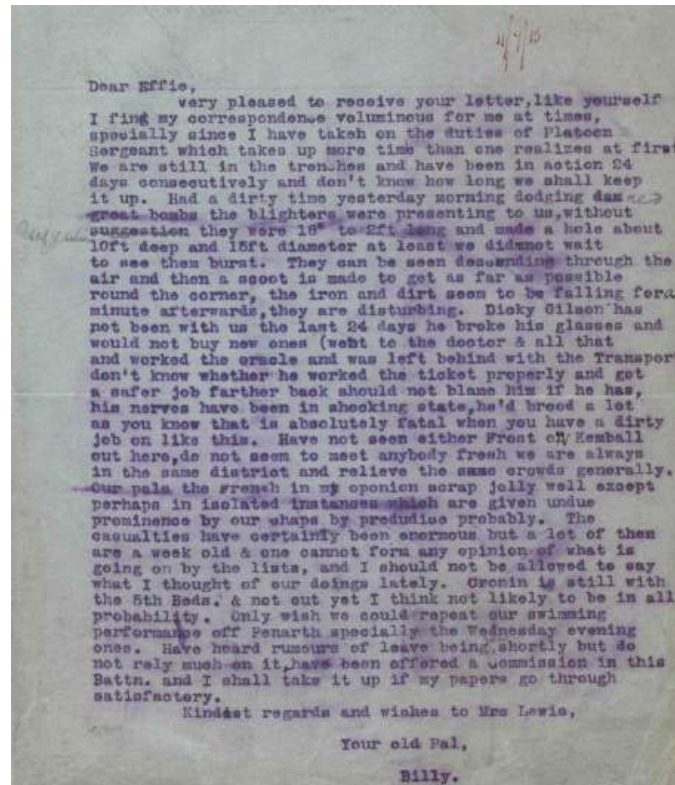 4/7/15
Dear Effie,
very pleased to receive your letter,like yourself
I find my correspondence voluminous for me at times,
specially since I have takeh on the duties of Platoon
Sergeant which takes up more time than one realizes at first
We are still in the trenches and have been in action 24
days consecutively and don't know how long we shall keep
it up. Had a dirty time yesterday morning dodging
great bombs the blighters were presenting to us,without
suggestion they were 18" to 2ft long and made a hole about
10ft deep and 15ft diameter at least we didmnot wait
to see them burst. They can be seen descending through the
air and then a scoot is made to get as far as possible
round the corner, the iron and dirt seem to be falling fora
minute afterwards,they are disturbing. Dicky Gilson has
not been with us the last 24 days he broke his glasses and
would not buy new ones (went to the doctor & all that
and worked the oracle and was left behind with the Transport
don't know whether he worked the ticket properly and got
a safer job farther back should not blame him if he has,
his nerves have been in shocking state,he'd brood a lot
as you know that is absolutely fatal when you have a dirty
job on like this. Have not seen either Frost or Kemball
out here,do not seem to meet anybody fresh we are always
in the same district and relieve the same crowds generally.
Our pals the French in my oponion scrap jolly well except
perhaps in isolated instances which are given undue
prominence by our chaps by predudise probably. The
casualties have certainly been enormous but a lot of them
are a week old & one cannot form any opinion of what is
going on by the lists, and I should not be allowed to say
what I thought of our doings lately. Cronin is still with
the 5th Beds. & not out yet I think not likely to be in all
probability. Only wish we could repeat our swimming
performance off Penarth specially the Wednesday evening
ones. Have heard rumours of leave being shortly but do
not rely much on it,have been offered a Commission in this
Battn. and I shall take it up if my papers go through
satisfactory.
Kindest regards and wishes to Mrs Lewis,
Your old Pal,
Billy.